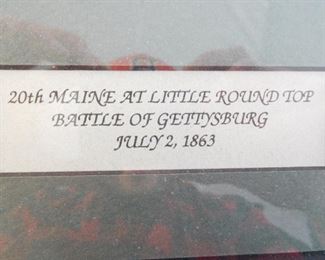 20th MAINE AT LITTLE ROUND TOP
BATTLE OF GETTYSBURG
JULY 2, 1863